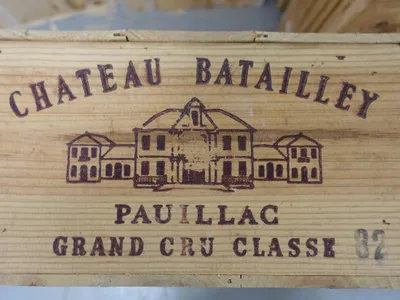 CHATEAU BATAILLEY
PAUILLAC
GRAND CRU CLASSE 82